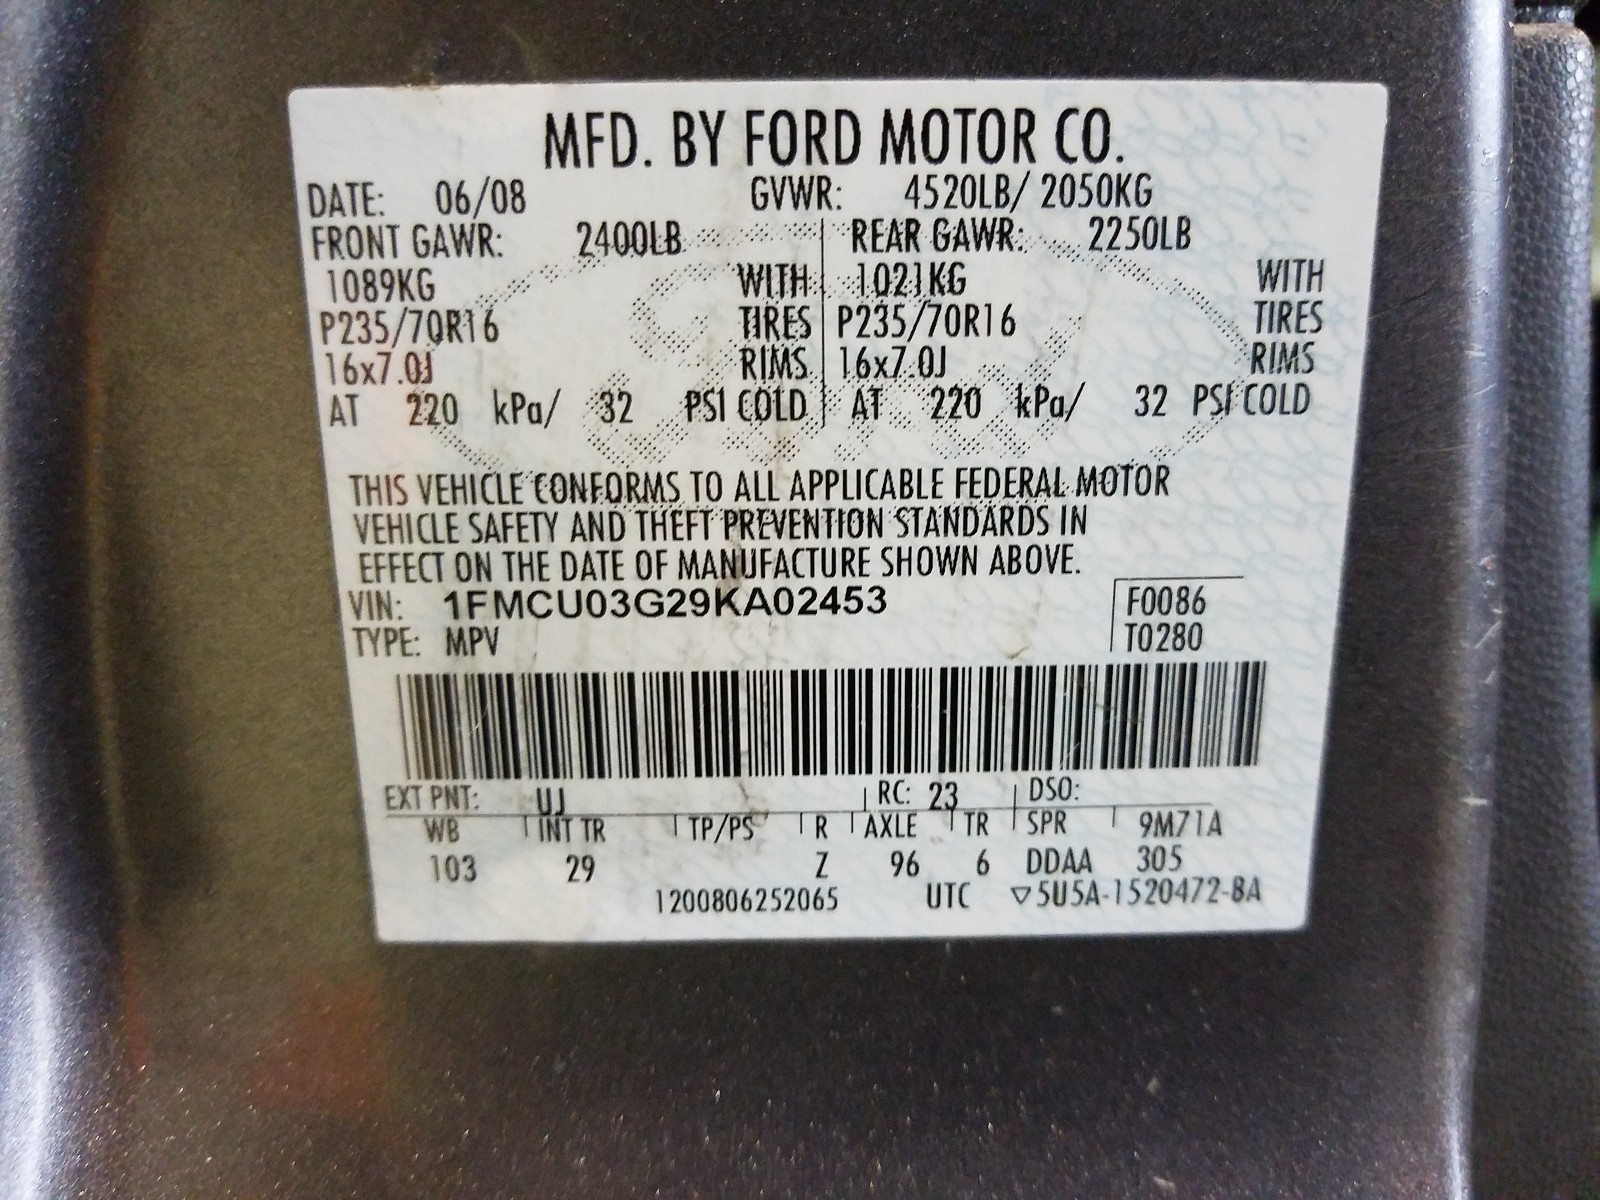 MFD. BY FORD MOTOR CO.
DATE: 06/08 GVWR: 4520LB/ 2050KG
FRONT GAWR: 2400LB REAR GAWR: 2250LB
1089KG WITH 1021KG WITH
P235/70R16 TIRES P235/70R16 TIRES
16x7.0J RIMS 16x7.0J RIMS
AT 220 kPa/ 32 PSI COLD AT 220 kPa/ 32 PSI COLD
THIS VEHICLE CONFORMS TO ALL APPLICABLE FEDERAL MOTOR
VEHICLE SAFETY AND THEFT PREVENTION STANDARDS IN
EFFECT ON THE DATE OF MANUFACTURE SHOWN ABOVE.
VIN: 1FMCU03G29KA02453 F0086
TYPE: MPV T0280
EXT PNT: UJ RC: 23 DSO:
WB INT TR TP/PS R AXLE TR SPR 9M71A
103 29 Z 96 6 DDAA 305
1200806252065 UTC ▽5U5A-1520472-BA